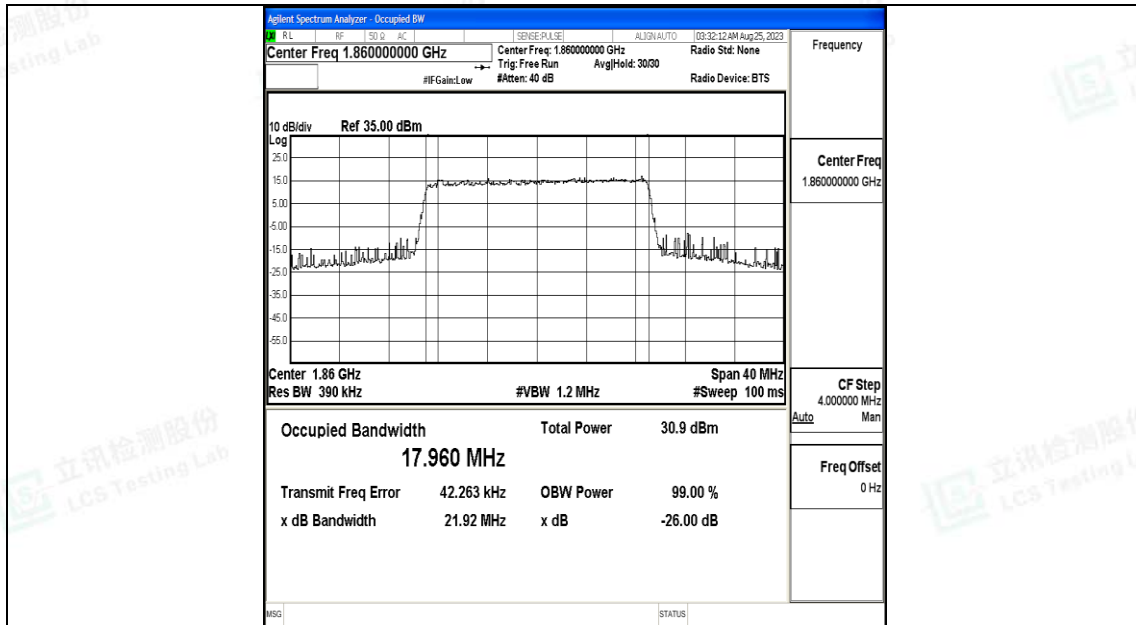 Agilent Spectrum Analyzer - Occupied BW
RL RF 50 Ω AC SENSE:PULSE ALIGN AUTO 03:32:12 AM Aug 25, 2023
Center Freq 1.860000000 GHz
Center Freq: 1.860000000 GHz
Radio Std: None
Trig: Free Run Avg|Hold: 30/30
#IFGain:Low #Atten: 40 dB Radio Device: BTS
10 dB/div Ref 35.00 dBm
Log
25.0
15.0
5.00
-5.00
-15.0
-25.0
-35.0
-45.0
-55.0
Center 1.86 GHz Span 40 MHz
Res BW 390 kHz #VBW 1.2 MHz #Sweep 100 ms
Occupied Bandwidth Total Power 30.9 dBm
17.960 MHz
Transmit Freq Error 42.263 kHz OBW Power 99.00 %
x dB Bandwidth 21.92 MHz x dB -26.00 dB
MSG STATUS
Frequency
Center Freq
1.860000000 GHz
CF Step
4.000000 MHz
Auto Man
Freq Offset
0 Hz
立讯检测股份
LCS Testing Lab